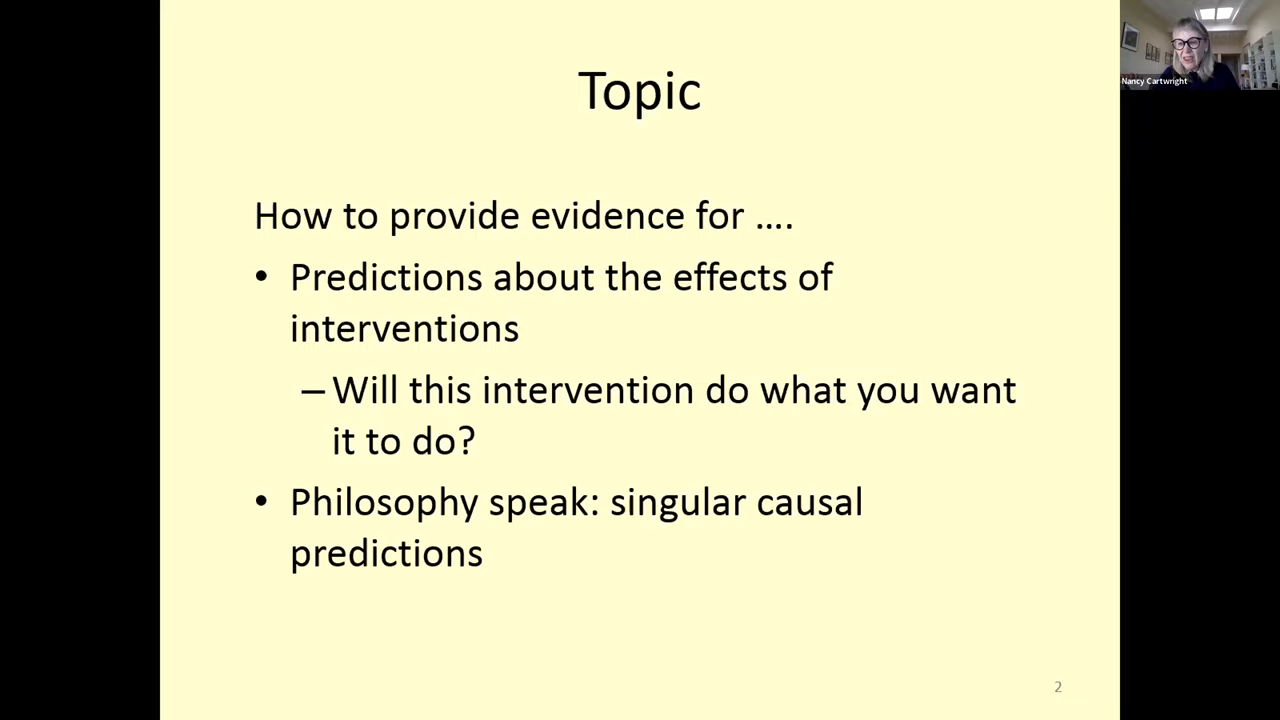 Nancy Cartwright
Topic
How to provide evidence for ….
• Predictions about the effects of
interventions
– Will this intervention do what you want
it to do?
• Philosophy speak: singular causal
predictions
2